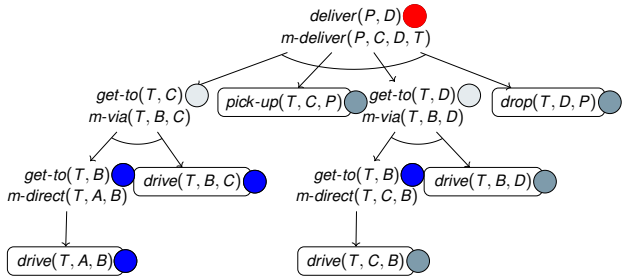 deliver(P, D)
m-deliver(P, C, D, T)
get-to(T, C)
m-via(T, B, C)
pick-up(T, C, P)
get-to(T, D)
m-via(T, B, D)
drop(T, D, P)
get-to(T, B)
m-direct(T, A, B)
drive(T, B, C)
get-to(T, B)
m-direct(T, C, B)
drive(T, B, D)
drive(T, A, B)
drive(T, C, B)